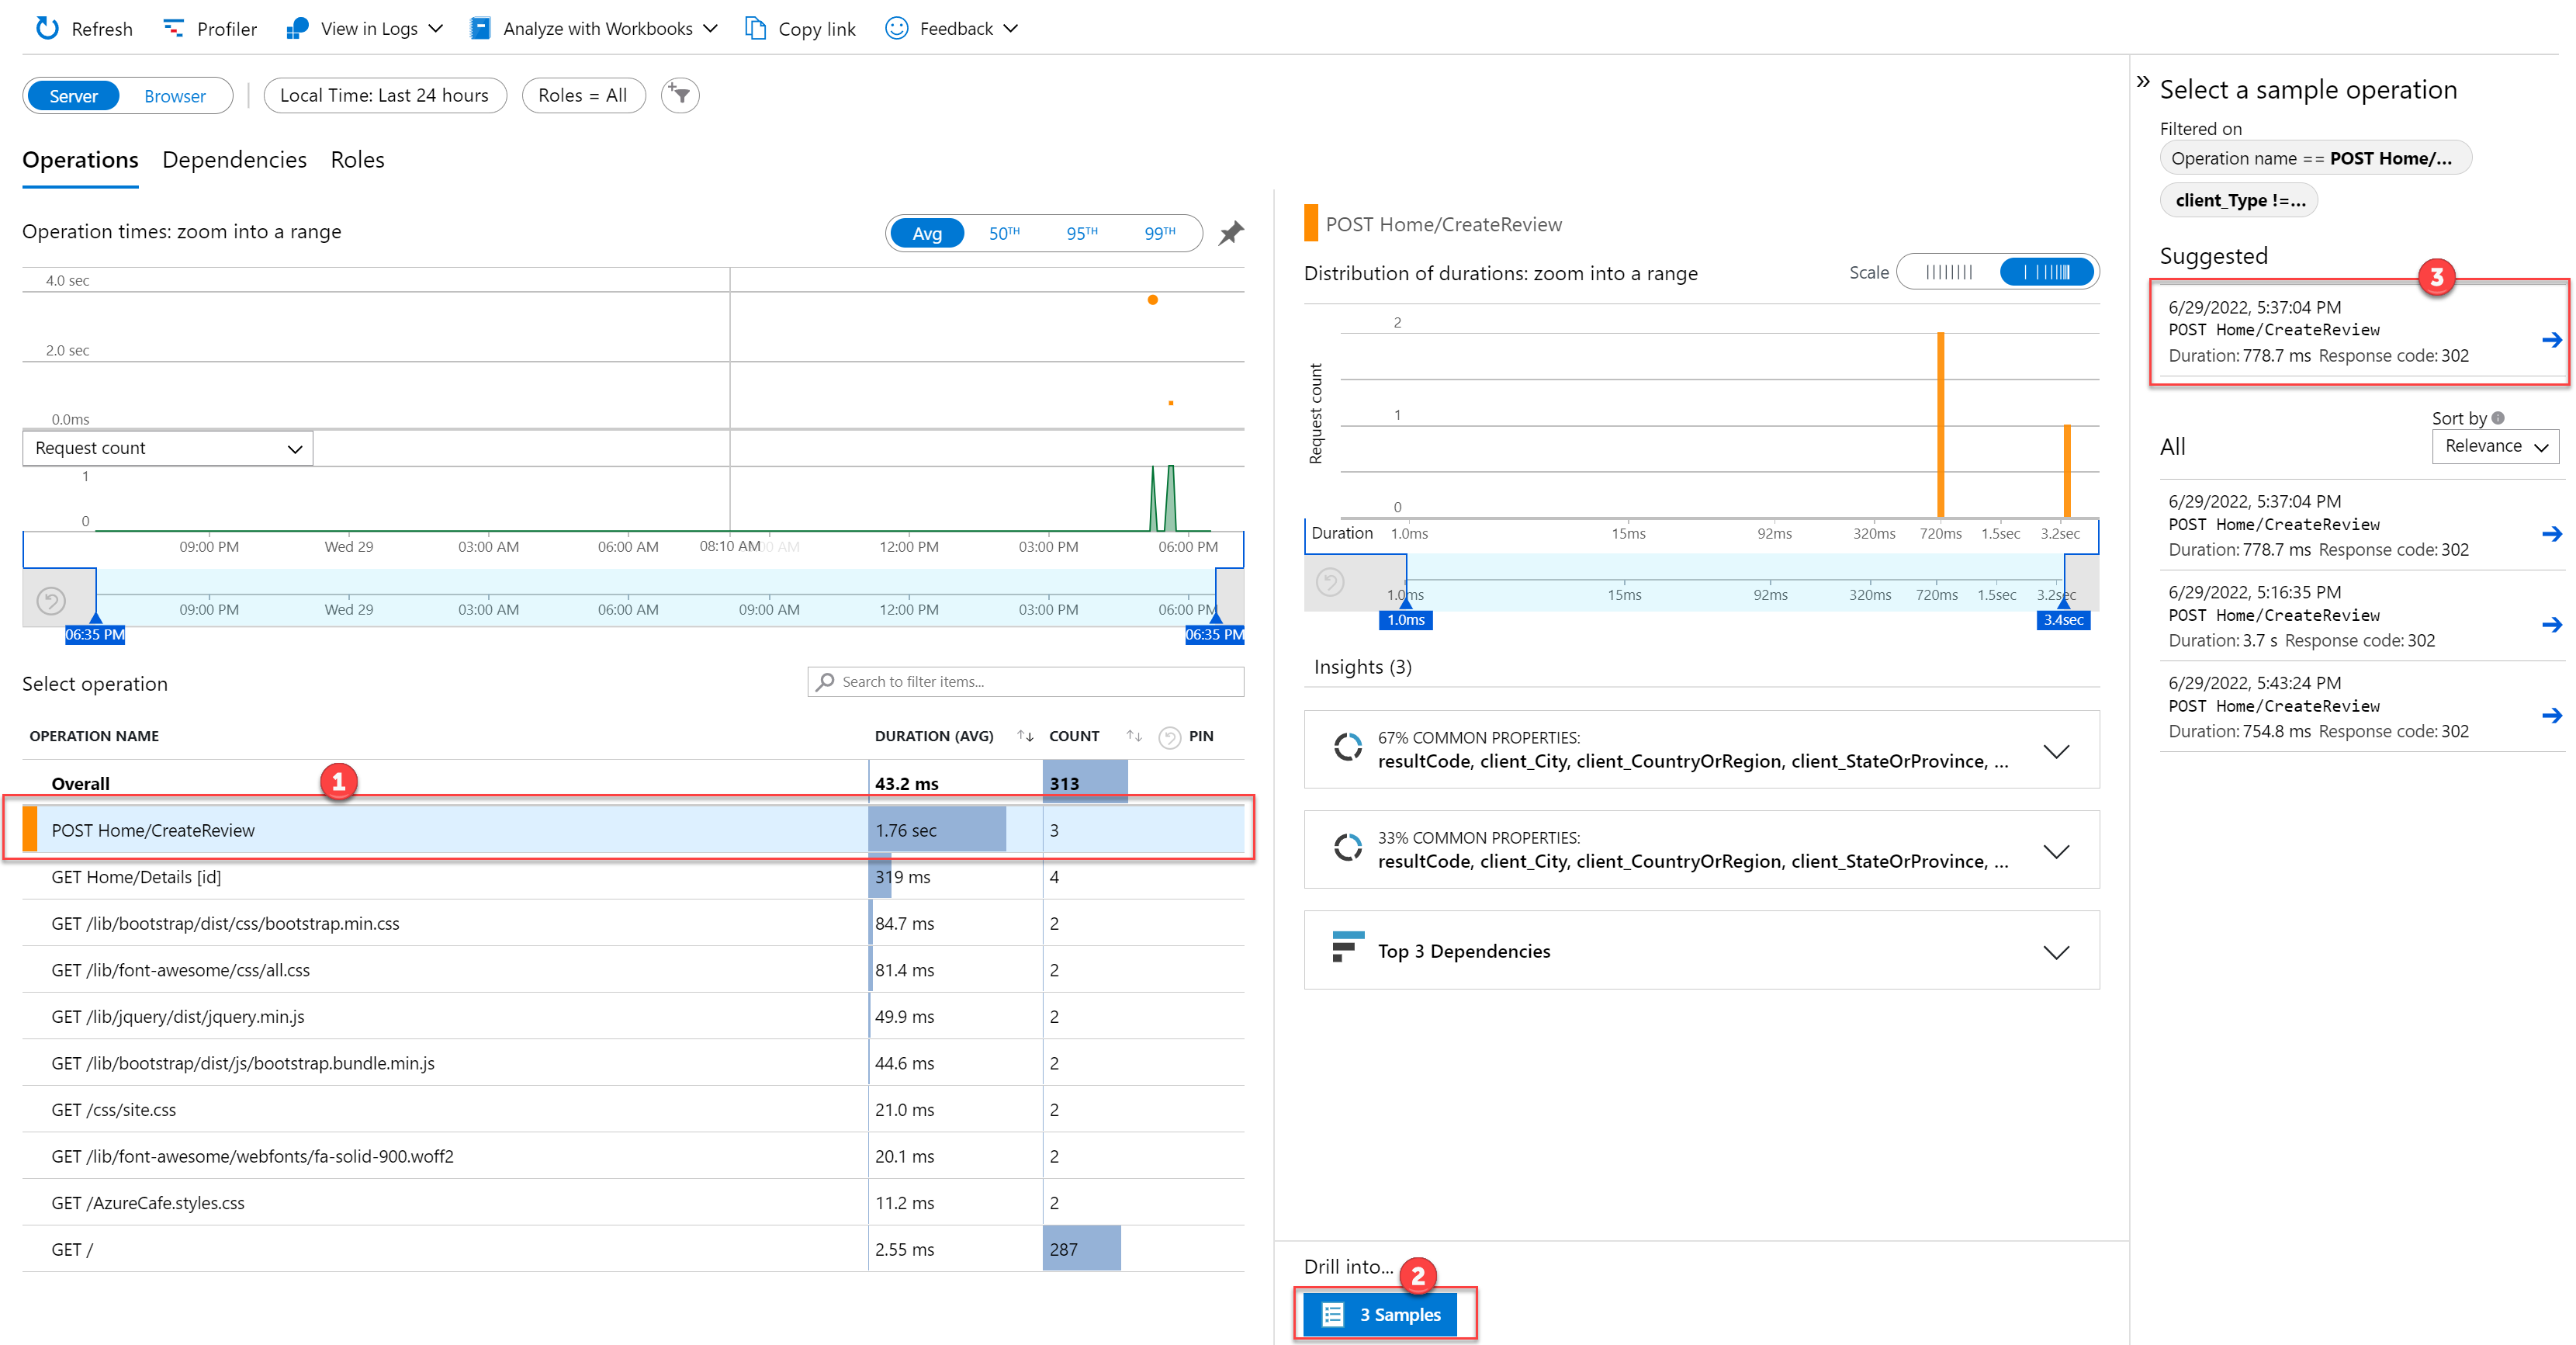 Refresh Profiler View in Logs Analyze with Workbooks Copy link Feedback
Server Browser Local Time: Last 24 hours Roles = All
Operations Dependencies Roles
Operation times: zoom into a range
Avg 50TH 95TH 99TH
4.0 sec
2.0 sec
0.0ms
Request count
1
0
09:00 PM Wed 29 03:00 AM 06:00 AM 08:10 AM 12:00 PM 03:00 PM 06:00 PM
09:00 PM Wed 29 03:00 AM 06:00 AM 09:00 AM 12:00 PM 03:00 PM 06:00 PM
06:35 PM 06:35 PM
Select operation
Search to filter items...
OPERATION NAME DURATION (AVG) COUNT PIN
Overall 43.2 ms 313
1
POST Home/CreateReview 1.76 sec 3
GET Home/Details [id] 319 ms 4
GET /lib/bootstrap/dist/css/bootstrap.min.css 84.7 ms 2
GET /lib/font-awesome/css/all.css 81.4 ms 2
GET /lib/jquery/dist/jquery.min.js 49.9 ms 2
GET /lib/bootstrap/dist/js/bootstrap.bundle.min.js 44.6 ms 2
GET /css/site.css 21.0 ms 2
GET /lib/font-awesome/webfonts/fa-solid-900.woff2 20.1 ms 2
GET /AzureCafe.styles.css 11.2 ms 2
GET / 2.55 ms 287
POST Home/CreateReview
Distribution of durations: zoom into a range
Scale
Request count
2
1
0
Duration 1.0ms 15ms 92ms 320ms 720ms 1.5sec 3.2sec
1.0ms 15ms 92ms 320ms 720ms 1.5sec 3.2sec
1.0ms 3.4sec
Insights (3)
67% COMMON PROPERTIES:
resultCode, client_City, client_CountryOrRegion, client_StateOrProvince, ...
33% COMMON PROPERTIES:
resultCode, client_City, client_CountryOrRegion, client_StateOrProvince, ...
Top 3 Dependencies
Drill into...
2
3 Samples
Select a sample operation
Filtered on
Operation name == POST Home/...
client_Type !=...
Suggested
3
6/29/2022, 5:37:04 PM
POST Home/CreateReview
Duration: 778.7 ms Response code: 302
Sort by
All
Relevance
6/29/2022, 5:37:04 PM
POST Home/CreateReview
Duration: 778.7 ms Response code: 302
6/29/2022, 5:16:35 PM
POST Home/CreateReview
Duration: 3.7 s Response code: 302
6/29/2022, 5:43:24 PM
POST Home/CreateReview
Duration: 754.8 ms Response code: 302